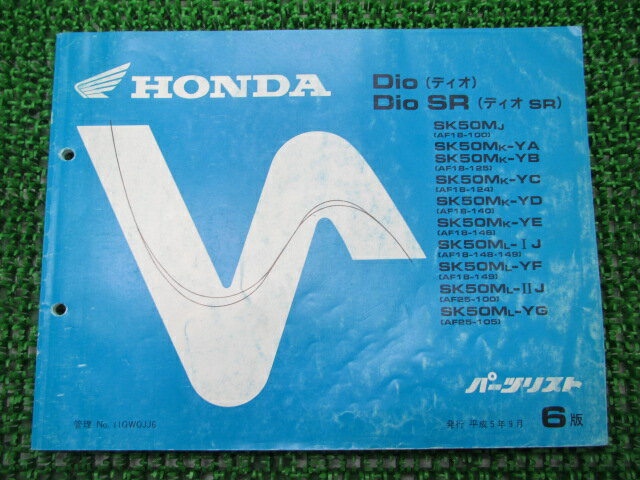 HONDA
Dio (ディオ)
Dio SR (ディオ SR)
SK50MJ
(AF18-100)
SK50MK-YA
SK50MK-YB
(AF18-125)
SK50MK-YC
(AF18-124)
SK50MK-YD
(AF18-140)
SK50MK-YE
(AF18-148)
SK50ML-IJ
(AF18-148·149)
SK50ML-YF
(AF18-149)
SK50ML-IIJ
(AF25-100)
SK50ML-YG
(AF25-105)
パーツリスト
管理 No. 11GW0JJ6
発行 平成5年9月 6版